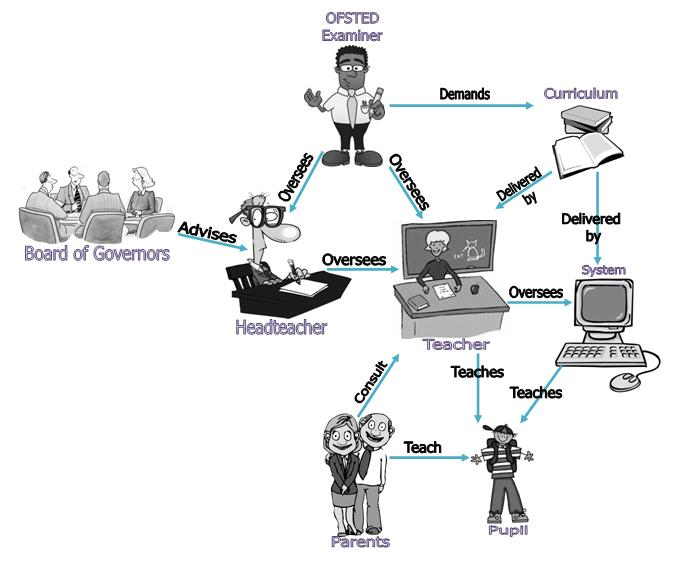 OFSTED
Examiner
Demands
Curriculum
Oversees
Oversees
Delivered
by
Delivered
by
Advises
Board of Governors
Oversees
System
Oversees
Headteacher
Teacher
CAT
Consult
Teaches
Teaches
Teach
Parents
Pupil